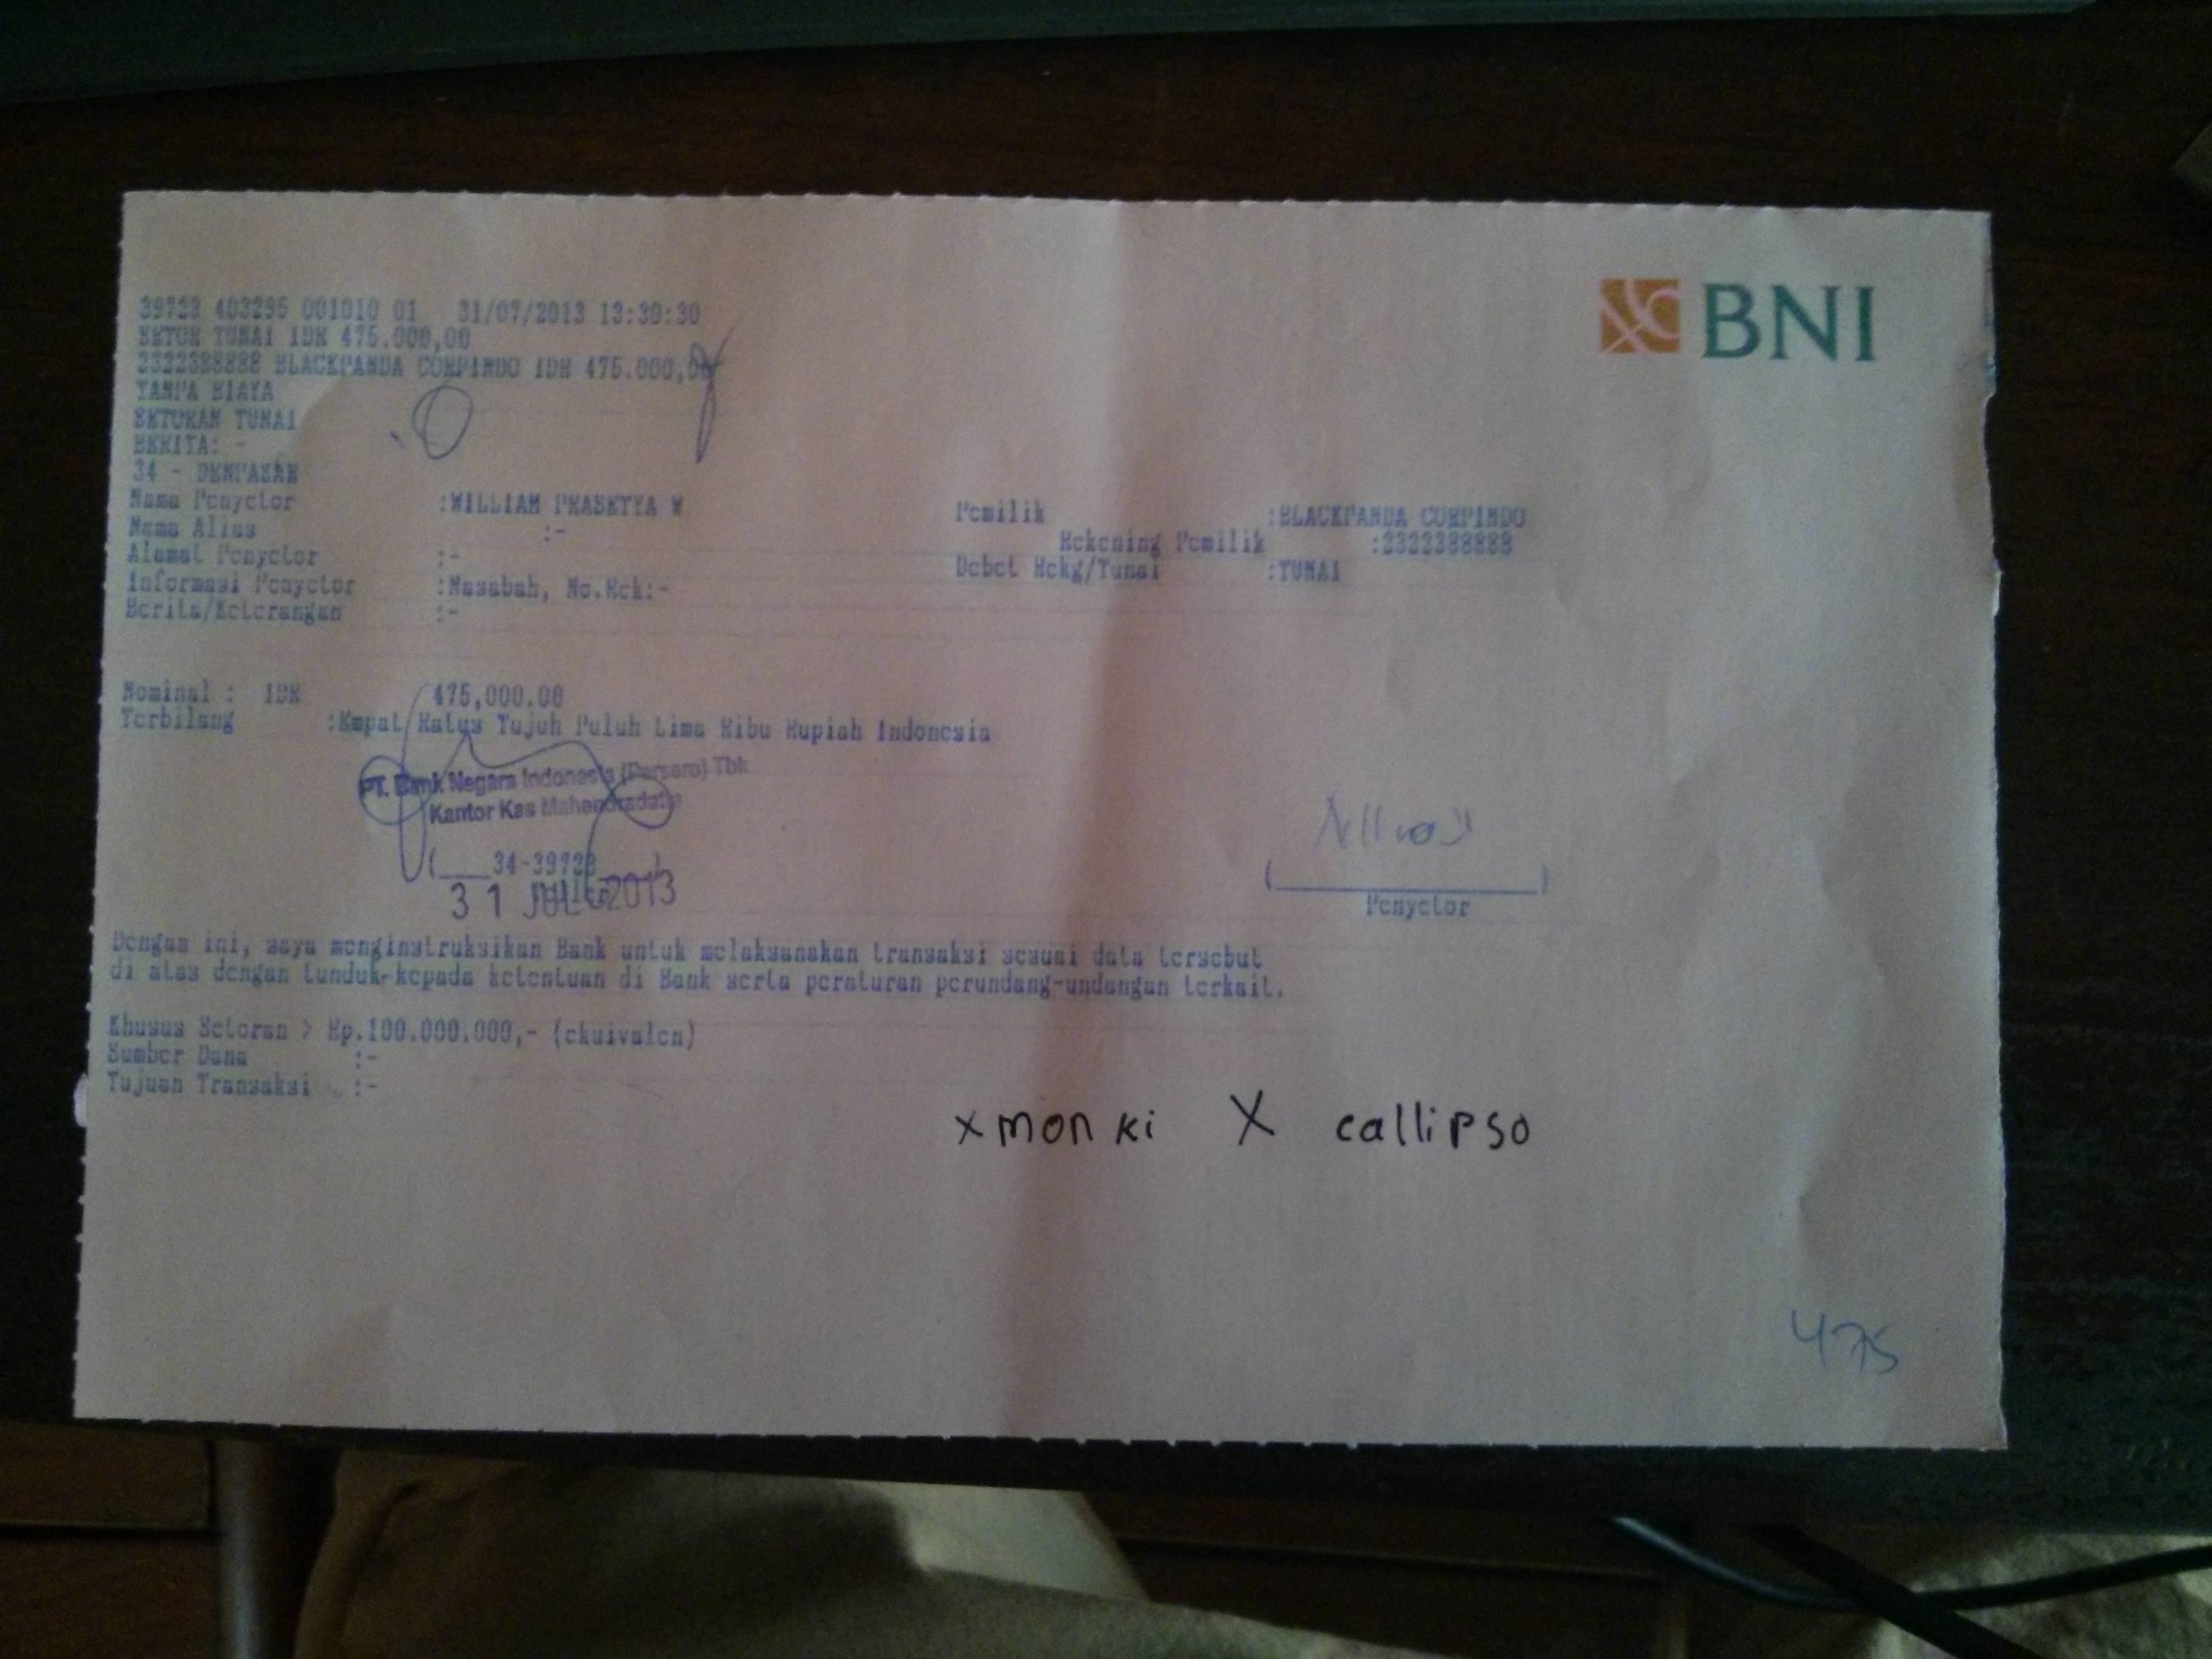 BNI
39723 403295 001010 01 31/07/2013 13:39:30
SETOR TUNAI IDR 475.000,00
2322388888 BLACKPANDA CORPINDO IDR 475.000,00
TANPA BIAYA
SETORAN TUNAI
BERITA: -
34 - DENPASAR
Nama Penyetor :WILLIAM PRASETYA W Pemilik :BLACKPANDA CORPINDO
Nama Alias :- Rekening Pemilik :2322388888
Alamat Penyetor :- Debet Rekg/Tunai :TUNAI
Informasi Penyetor :Nasabah, No.Rek:-
Berita/Keterangan :-
Nominal : IDR 475,000.00
Terbilang :Empat Ratus Tujuh Puluh Lima Ribu Rupiah Indonesia
PT. Bank Negara Indonesia (Persero) Tbk
Kantor Kas Mahendradatta
(____34-39723____)
31 JUL 2013
(____)
Penyetor
Dengan ini, saya menginstruksikan Bank untuk melaksanakan transaksi sesuai data tersebut
di atas dengan tunduk kepada ketentuan di Bank serta peraturan perundang-undangan terkait.
Khusus Setoran > Rp.100.000.000,- (ekuivalen)
Sumber Dana :-
Tujuan Transaksi :-
xmonki X callipso
475